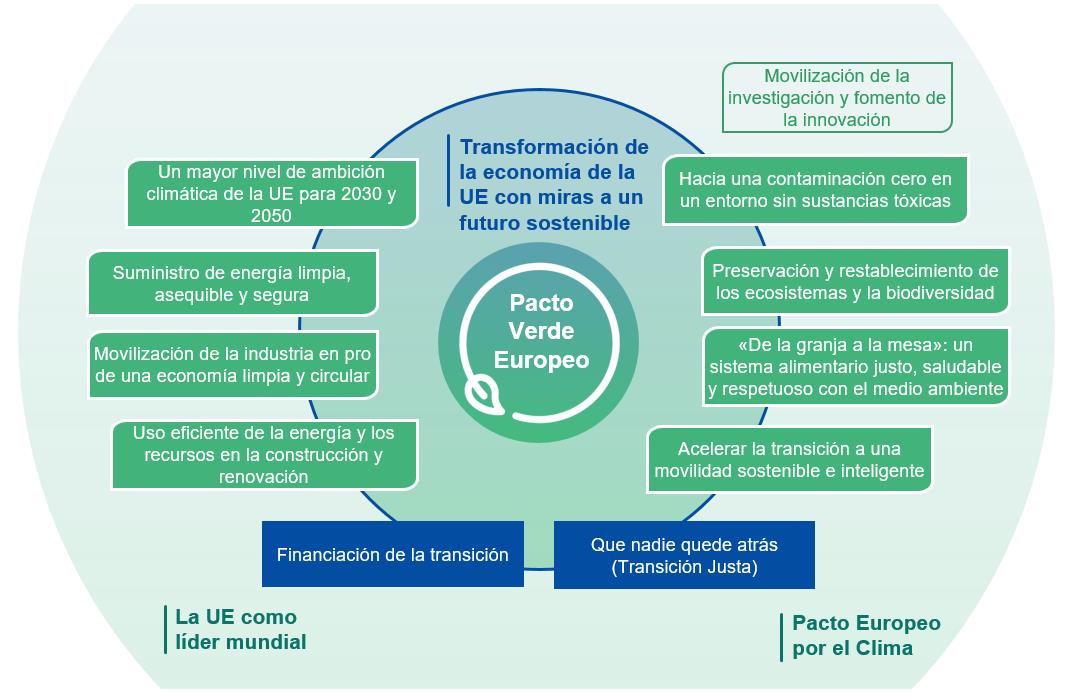 Movilización de la
investigación y fomento de
la innovación
Transformación de
la economía de la
UE con miras a un
futuro sostenible
Un mayor nivel de ambición
climática de la UE para 2030 y
2050
Suministro de energía limpia,
asequible y segura
Movilización de la industria en pro
de una economía limpia y circular
Uso eficiente de la energía y los
recursos en la construcción y
renovación
Pacto
Verde
Europeo
Hacia una contaminación cero en
un entorno sin sustancias tóxicas
Preservación y restablecimiento de
los ecosistemas y la biodiversidad
«De la granja a la mesa»: un
sistema alimentario justo, saludable
y respetuoso con el medio ambiente
Acelerar la transición a una
movilidad sostenible e inteligente
Financiación de la transición
Que nadie quede atrás
(Transición Justa)
La UE como
líder mundial
Pacto Europeo
por el Clima